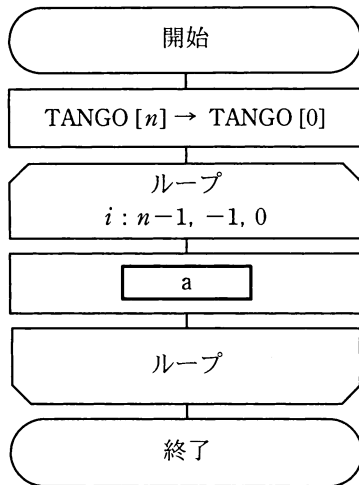 開始
TANGO [n] → TANGO [0]
ループ
i : n－1, －1, 0
a
ループ
終了